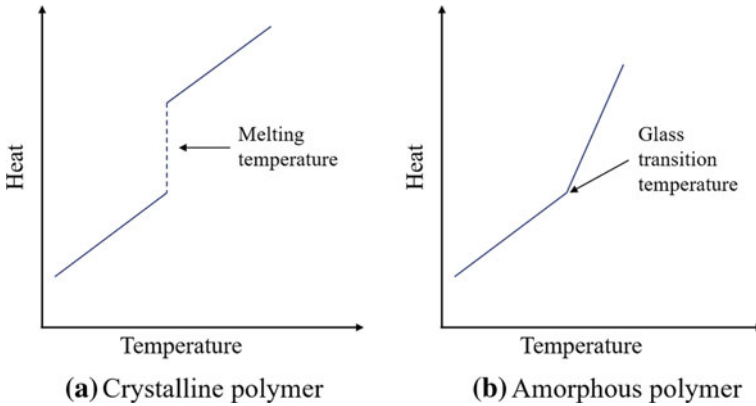 Heat
Melting
temperature
Temperature
(a) Crystalline polymer
Heat
Glass
transition
temperature
Temperature
(b) Amorphous polymer